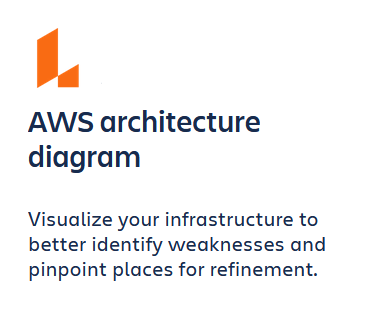 AWS architecture
diagram
Visualize your infrastructure to
better identify weaknesses and
pinpoint places for refinement.